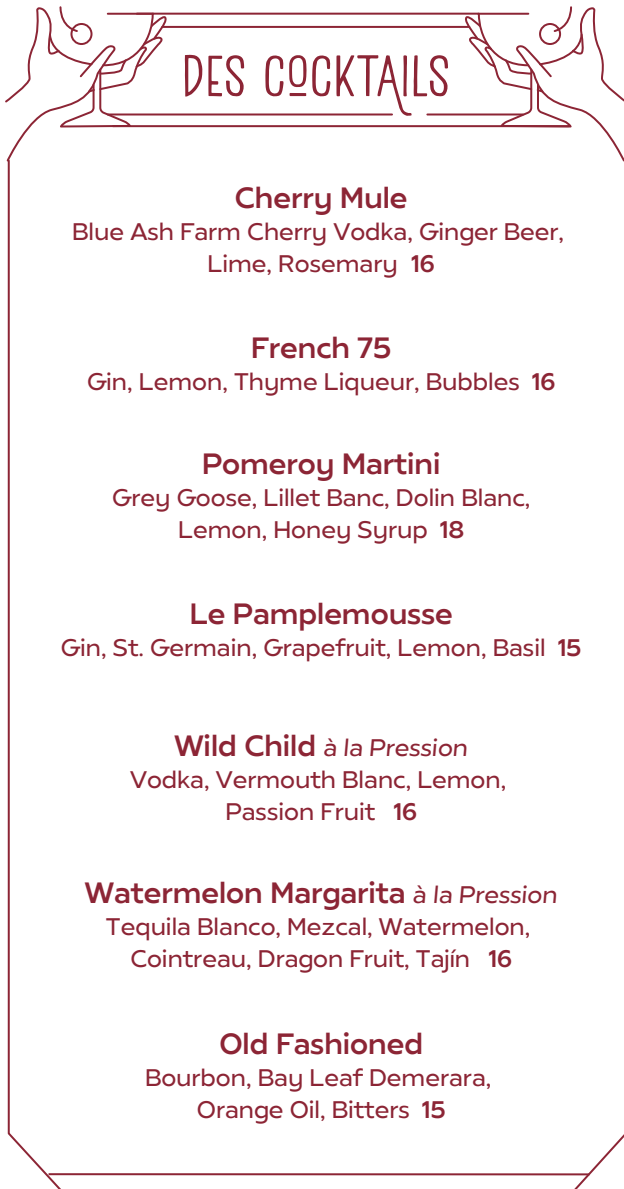 DES COCKTAILS
Cherry Mule
Blue Ash Farm Cherry Vodka, Ginger Beer,
Lime, Rosemary 16
French 75
Gin, Lemon, Thyme Liqueur, Bubbles 16
Pomeroy Martini
Grey Goose, Lillet Banc, Dolin Blanc,
Lemon, Honey Syrup 18
Le Pamplemousse
Gin, St. Germain, Grapefruit, Lemon, Basil 15
Wild Child à la Pression
Vodka, Vermouth Blanc, Lemon,
Passion Fruit 16
Watermelon Margarita à la Pression
Tequila Blanco, Mezcal, Watermelon,
Cointreau, Dragon Fruit, Tajín 16
Old Fashioned
Bourbon, Bay Leaf Demerara,
Orange Oil, Bitters 15